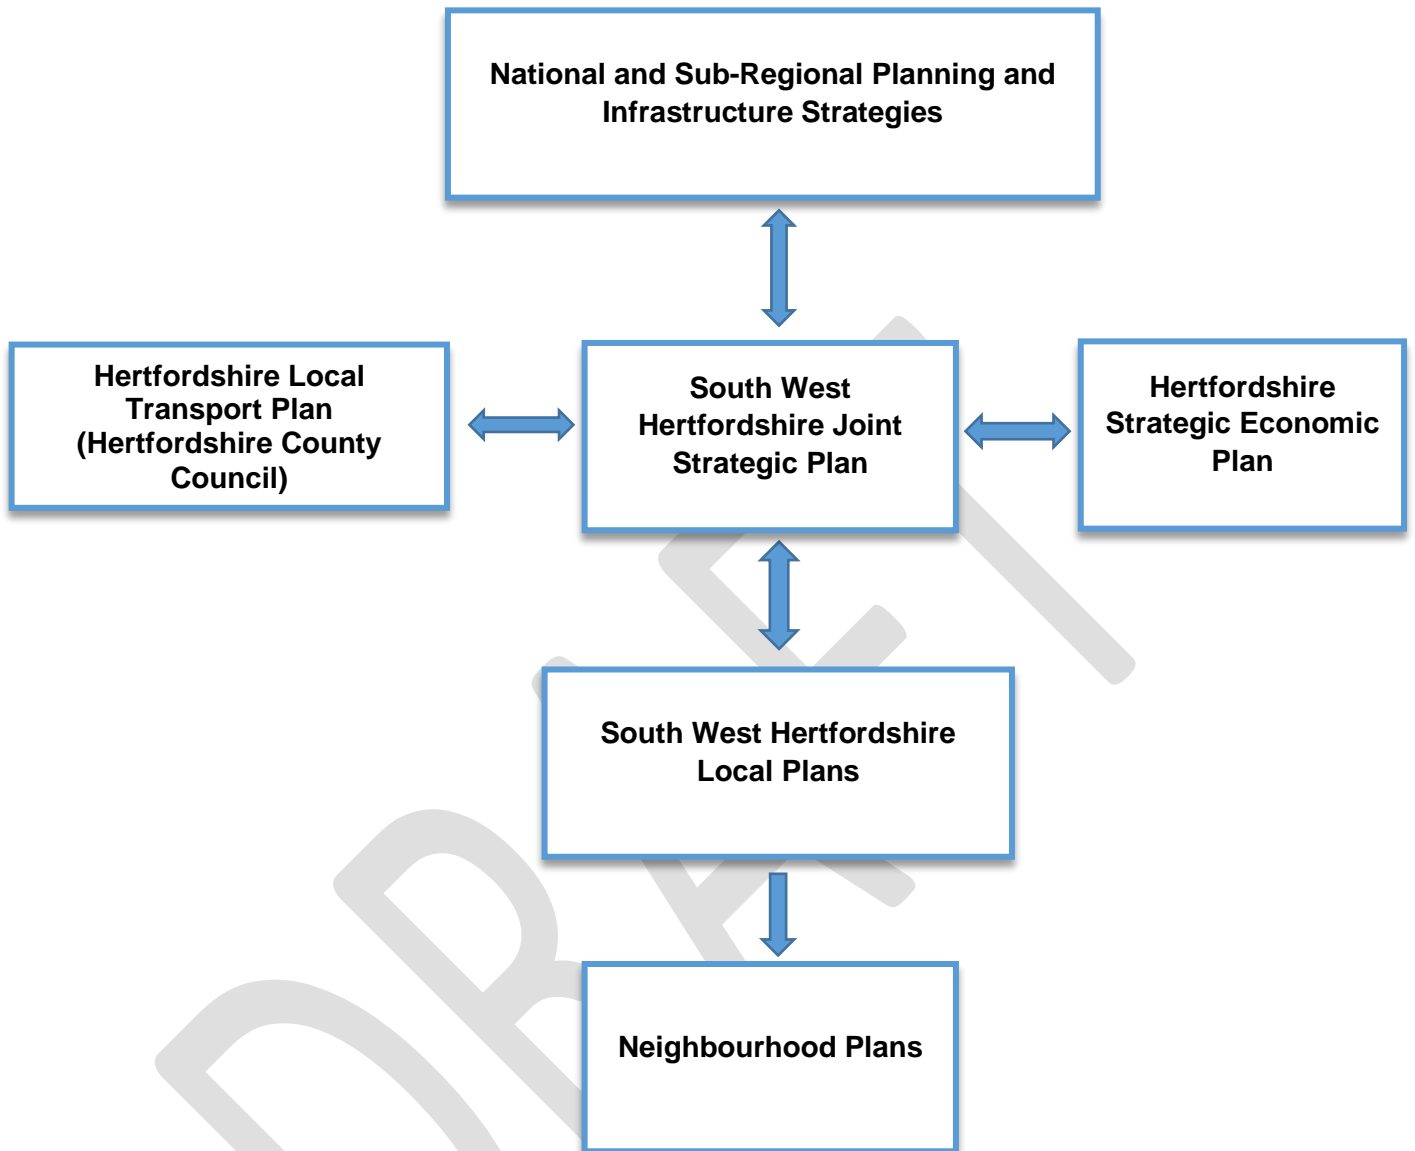 National and Sub-Regional Planning and
Infrastructure Strategies
Hertfordshire Local
Transport Plan
(Hertfordshire County
Council)
South West
Hertfordshire Joint
Strategic Plan
Hertfordshire
Strategic Economic
Plan
South West Hertfordshire
Local Plans
Neighbourhood Plans
DRAFT